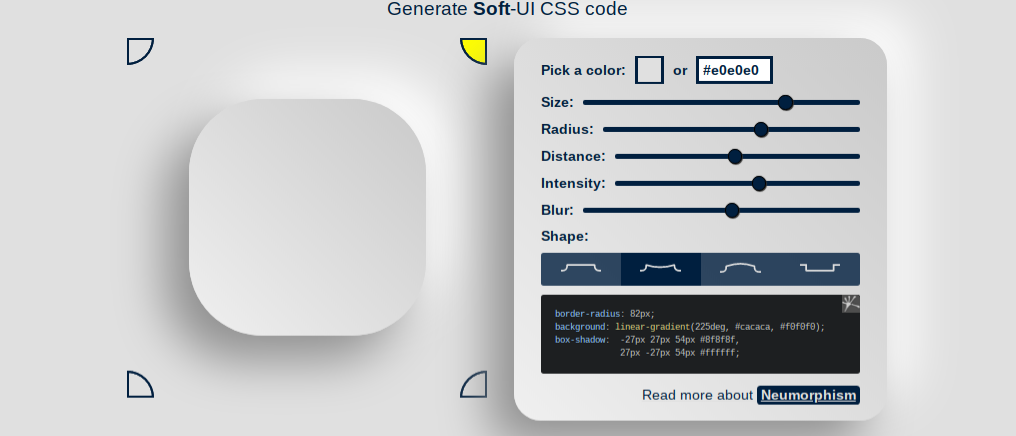 Generate Soft-UI CSS code
Pick a color: or #e0e0e0
Size:
Radius:
Distance:
Intensity:
Blur:
Shape:
border-radius: 82px;
background: linear-gradient(225deg, #cacaca, #f0f0f0);
box-shadow: -27px 27px 54px #8f8f8f,
27px -27px 54px #ffffff;
Read more about Neumorphism